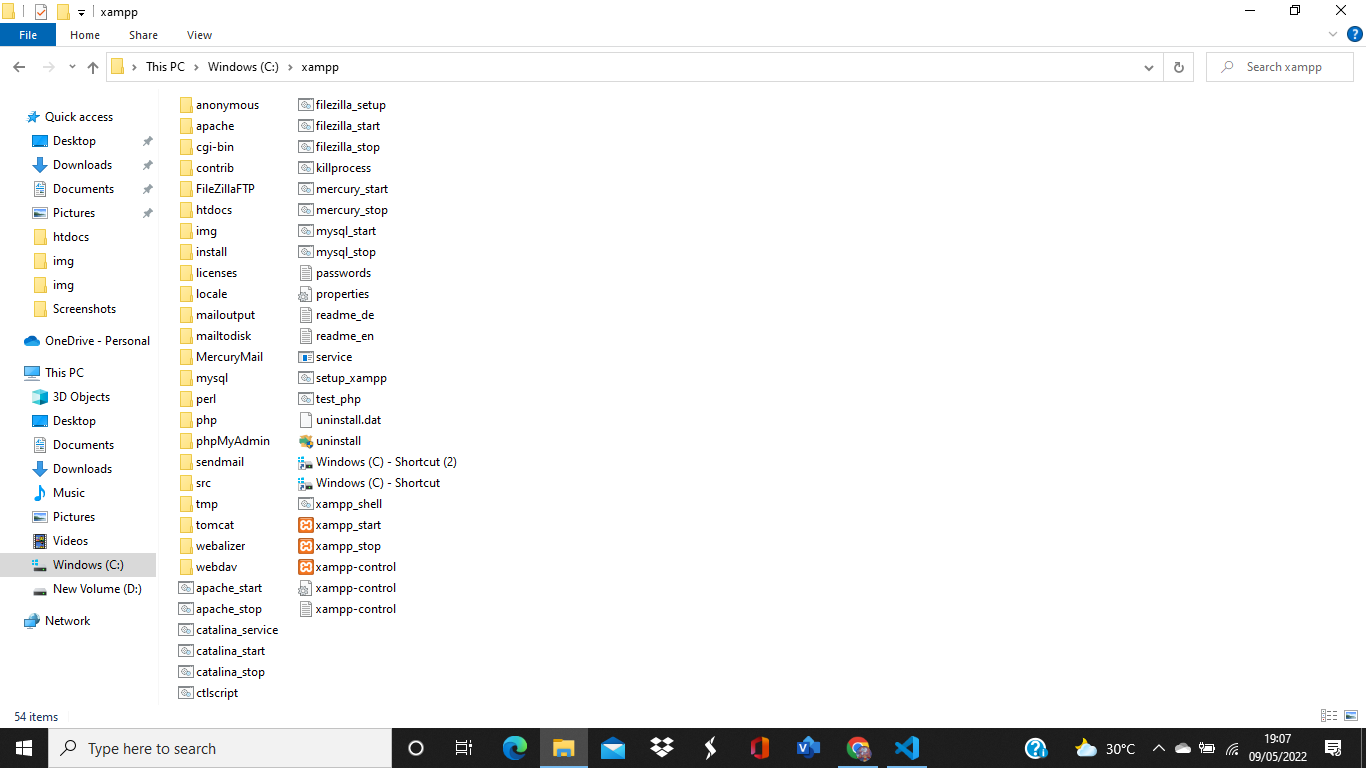 xampp
File Home Share View
This PC Windows (C:) xampp
Search xampp
Quick access
Desktop
Downloads
Documents
Pictures
htdocs
img
img
Screenshots
OneDrive - Personal
This PC
3D Objects
Desktop
Documents
Downloads
Music
Pictures
Videos
Windows (C:)
New Volume (D:)
Network
anonymous
apache
cgi-bin
contrib
FileZillaFTP
htdocs
img
install
licenses
locale
mailoutput
mailtodisk
MercuryMail
mysql
perl
php
phpMyAdmin
sendmail
src
tmp
tomcat
webalizer
webdav
apache_start
apache_stop
catalina_service
catalina_start
catalina_stop
ctlscript
filezilla_setup
filezilla_start
filezilla_stop
killprocess
mercury_start
mercury_stop
mysql_start
mysql_stop
passwords
properties
readme_de
readme_en
service
setup_xampp
test_php
uninstall.dat
uninstall
Windows (C) - Shortcut (2)
Windows (C) - Shortcut
xampp_shell
xampp_start
xampp_stop
xampp-control
xampp-control
xampp-control
54 items
Type here to search
30°C
19:07
09/05/2022